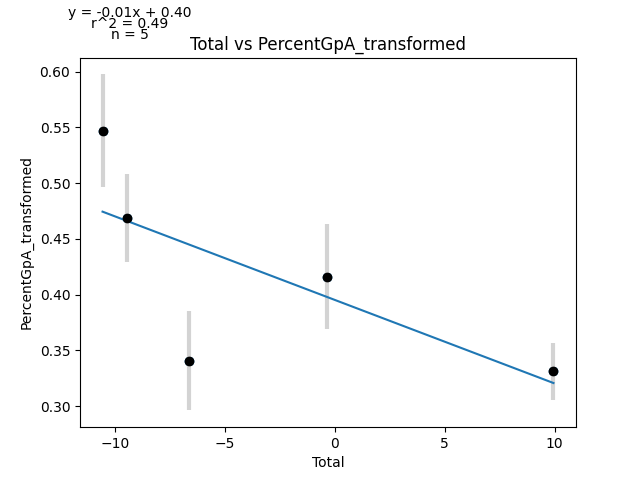 y = -0.01x + 0.40
r^2 = 0.49
n = 5
Total vs PercentGpA_transformed
0.60
0.55
0.50
0.45
0.40
0.35
0.30
PercentGpA_transformed
−10
−5
0
5
10
Total